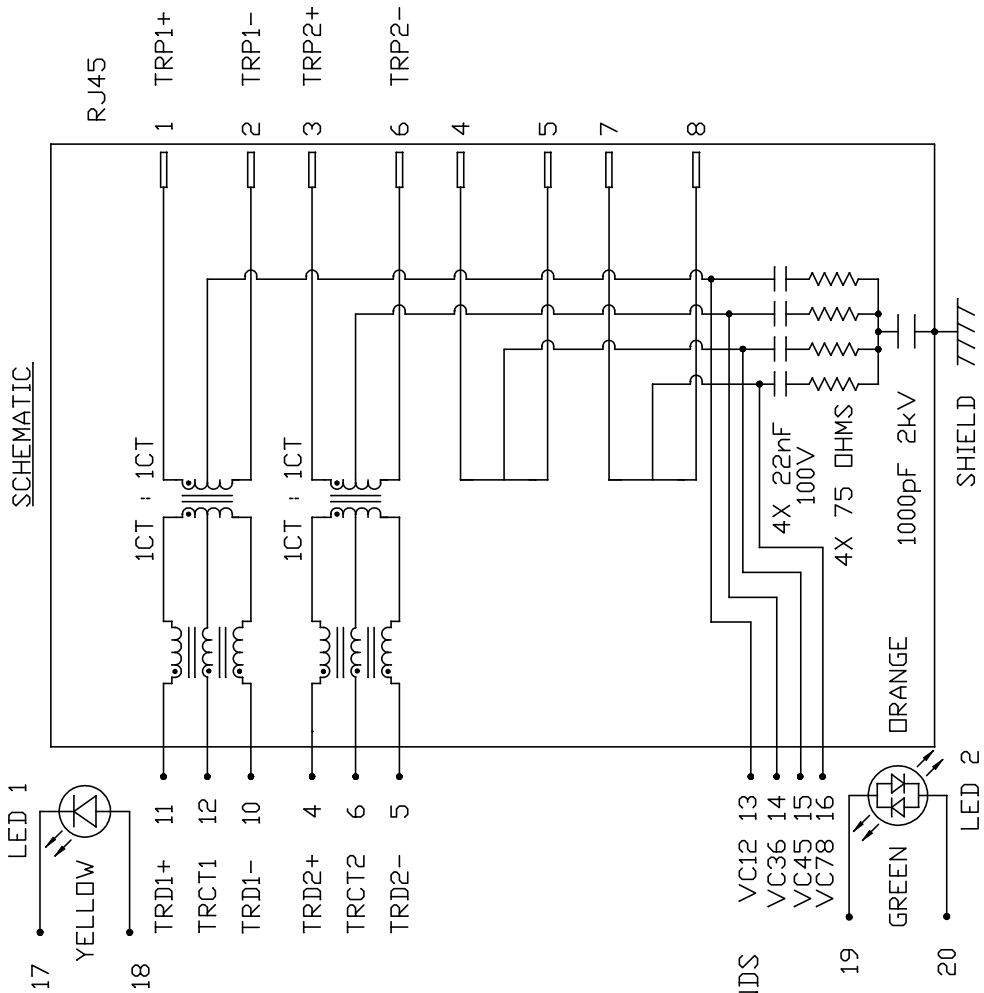 SCHEMATIC
RJ45
1 TRP1+
2 TRP1-
3 TRP2+
6 TRP2-
4
5
7
8
1CT : 1CT
1CT : 1CT
4X 22nF
100V
4X 75 OHMS
1000pF 2kV
SHIELD
LED 1
YELLOW
17
18
TRD1+ 11
TRCT1 12
TRD1- 10
TRD2+ 4
TRCT2 6
TRD2- 5
VC12 13
VC36 14
VC45 15
VC78 16
NDS
ORANGE
GREEN
LED 2
19
20